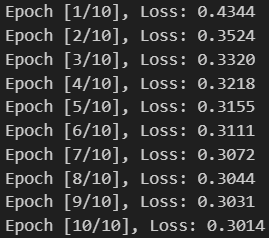 Epoch [1/10], Loss: 0.4344
Epoch [2/10], Loss: 0.3524
Epoch [3/10], Loss: 0.3320
Epoch [4/10], Loss: 0.3218
Epoch [5/10], Loss: 0.3155
Epoch [6/10], Loss: 0.3111
Epoch [7/10], Loss: 0.3072
Epoch [8/10], Loss: 0.3044
Epoch [9/10], Loss: 0.3031
Epoch [10/10], Loss: 0.3014